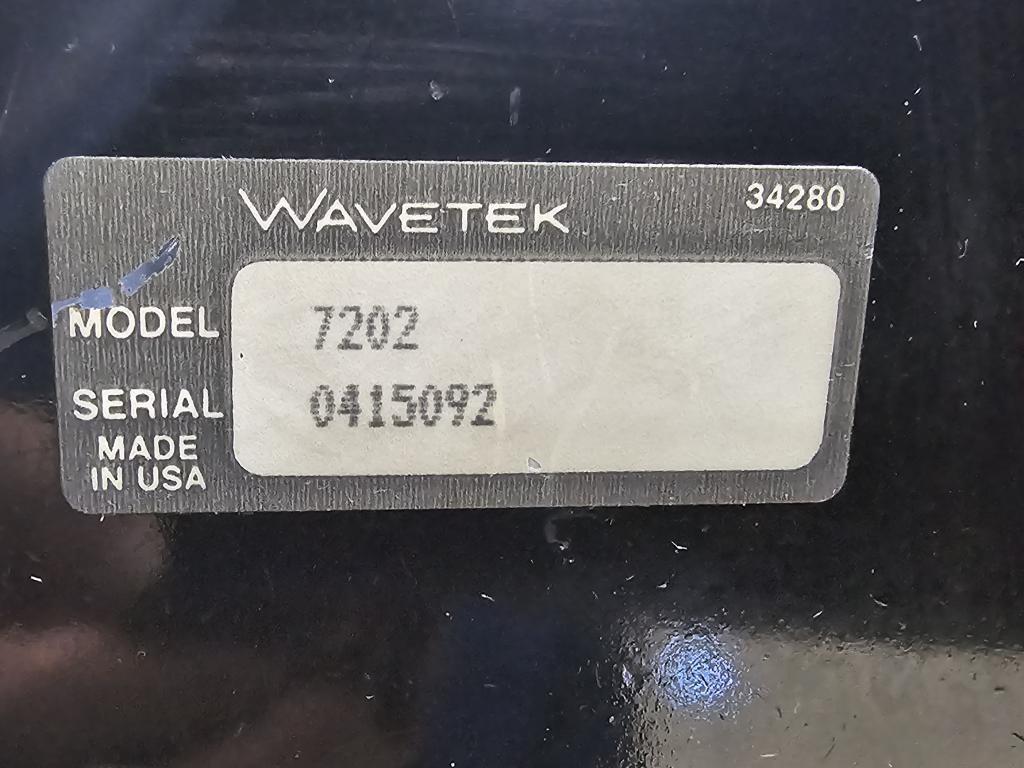 WAVETEK 34280
MODEL 7202
SERIAL 0415092
MADE
IN USA